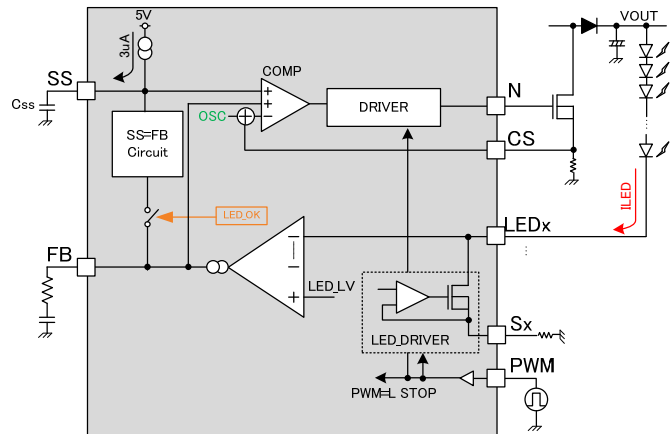 5V
VOUT
3uA
SS
COMP
Css
N
DRIVER
OSC
SS=FB
Circuit
CS
ILED
LED_OK
LEDx
FB
LED_LV
Sx
LED_DRIVER
PWM
PWM=L STOP